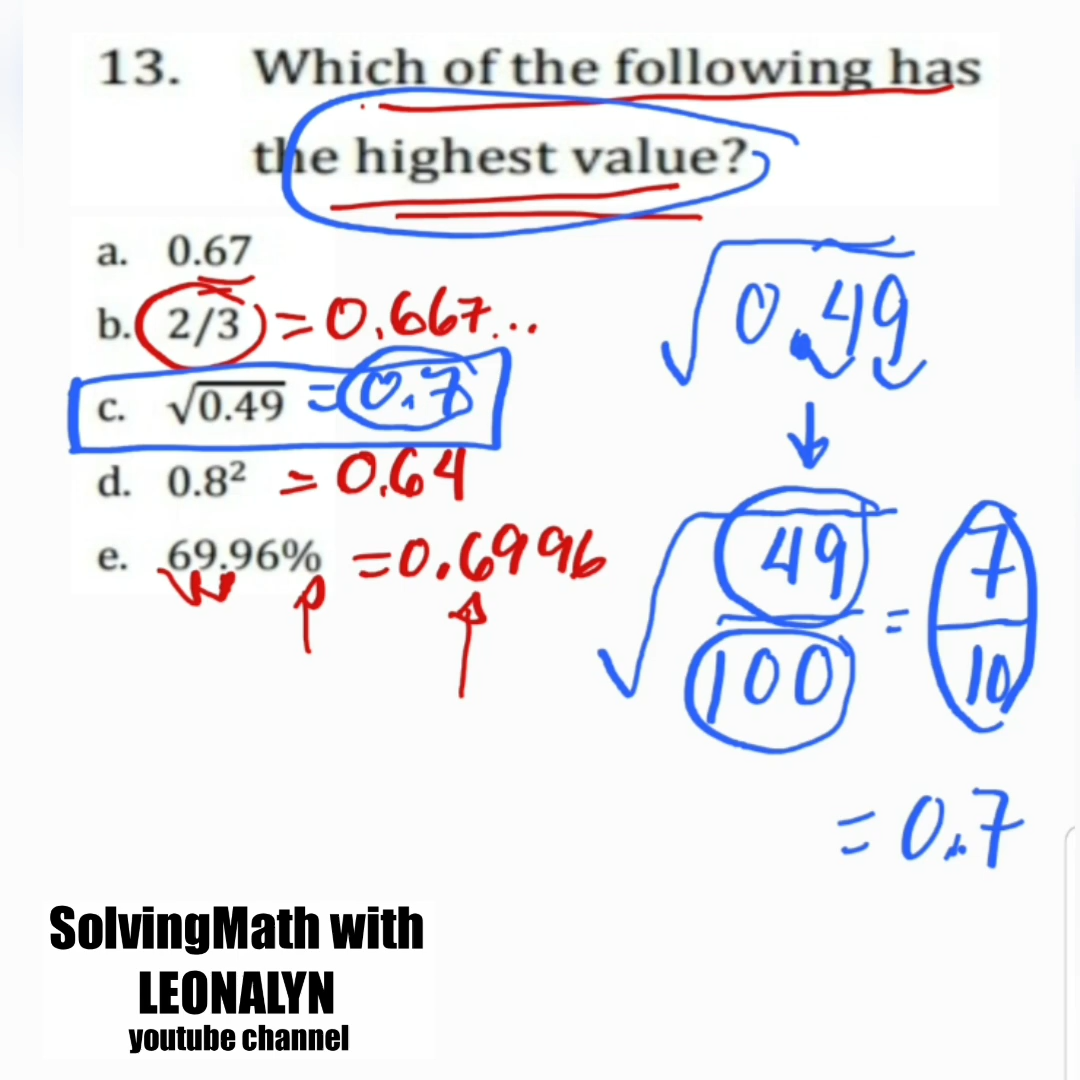 13. Which of the following has
the highest value?
a. 0.67
b. 2/3 = 0.667...
c. √0.49 = 0.7
d. 0.8² = 0.64
e. 69.96% = 0.6996
√0.49
√49/100 = 7/10
= 0.7
SolvingMath with
LEONALYN
youtube channel